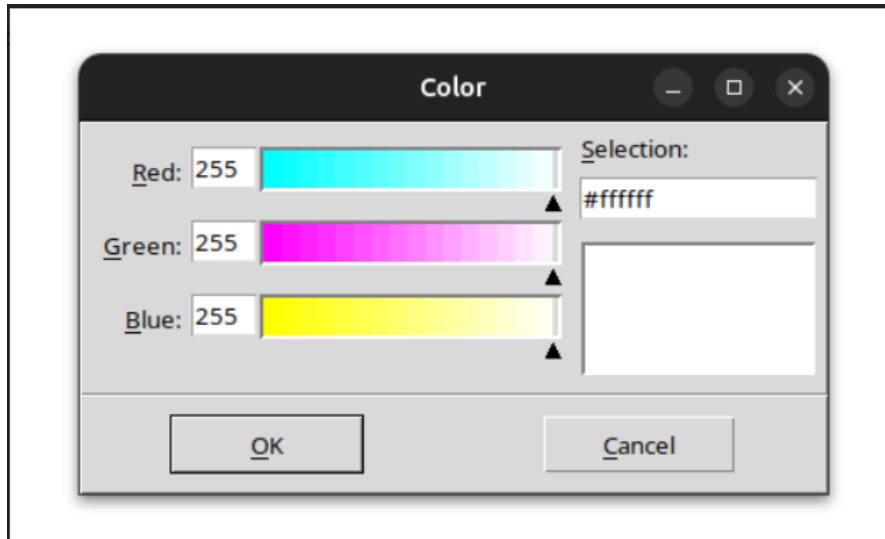 Color
Red: 255
Selection:
#ffffff
Green: 255
Blue: 255
OK
Cancel